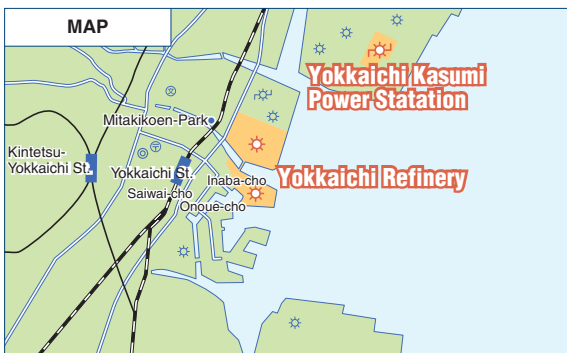 MAP
Yokkaichi Kasumi
Power Statation
Mitakikoen-Park
Kintetsu-
Yokkaichi St.
Yokkaichi St.
Inaba-cho
Yokkaichi Refinery
Saiwai-cho
Onoue-cho